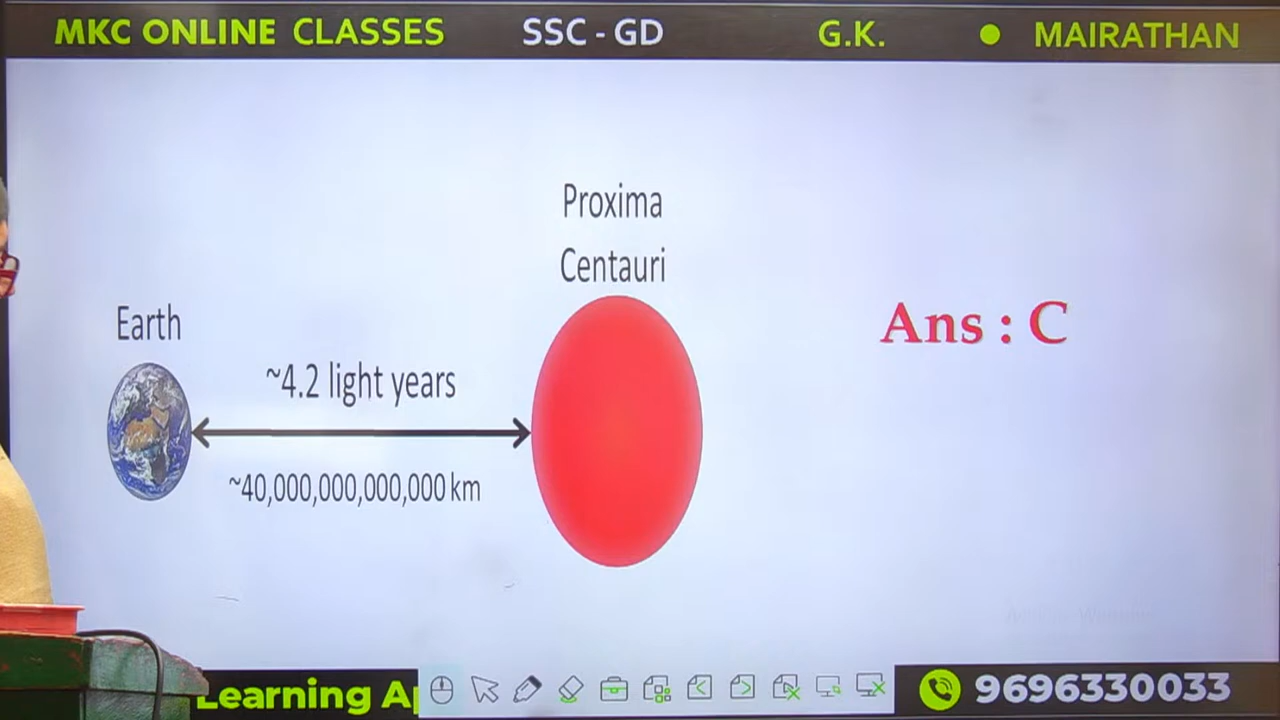 MKC ONLINE CLASSES SSC - GD G.K. MAIRATHAN
Proxima
Centauri
Earth
Ans : C
~4.2 light years
~40,000,000,000,000 km
Learning 9696330033